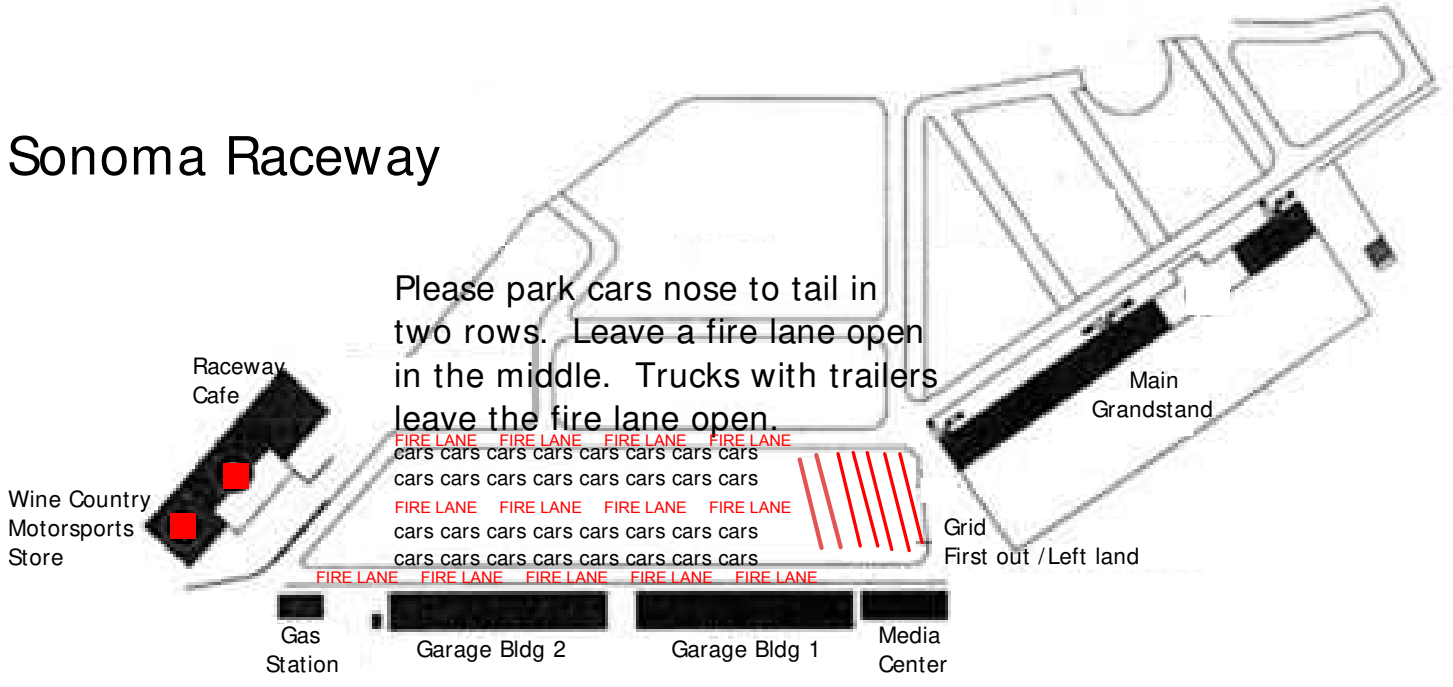 Sonoma Raceway
Please park cars nose to tail in
two rows.  Leave a fire lane open
in the middle.  Trucks with trailers
leave the fire lane open.
Raceway
Cafe
Main
Grandstand
FIRE LANE FIRE LANE FIRE LANE FIRE LANE
cars cars cars cars cars cars cars cars
cars cars cars cars cars cars cars cars
FIRE LANE FIRE LANE FIRE LANE FIRE LANE
cars cars cars cars cars cars cars cars
cars cars cars cars cars cars cars cars
FIRE LANE FIRE LANE FIRE LANE FIRE LANE FIRE LANE
Wine Country
Motorsports
Store
Grid
First out /Left land
Gas
Station
Garage Bldg 2
Garage Bldg 1
Media
Center